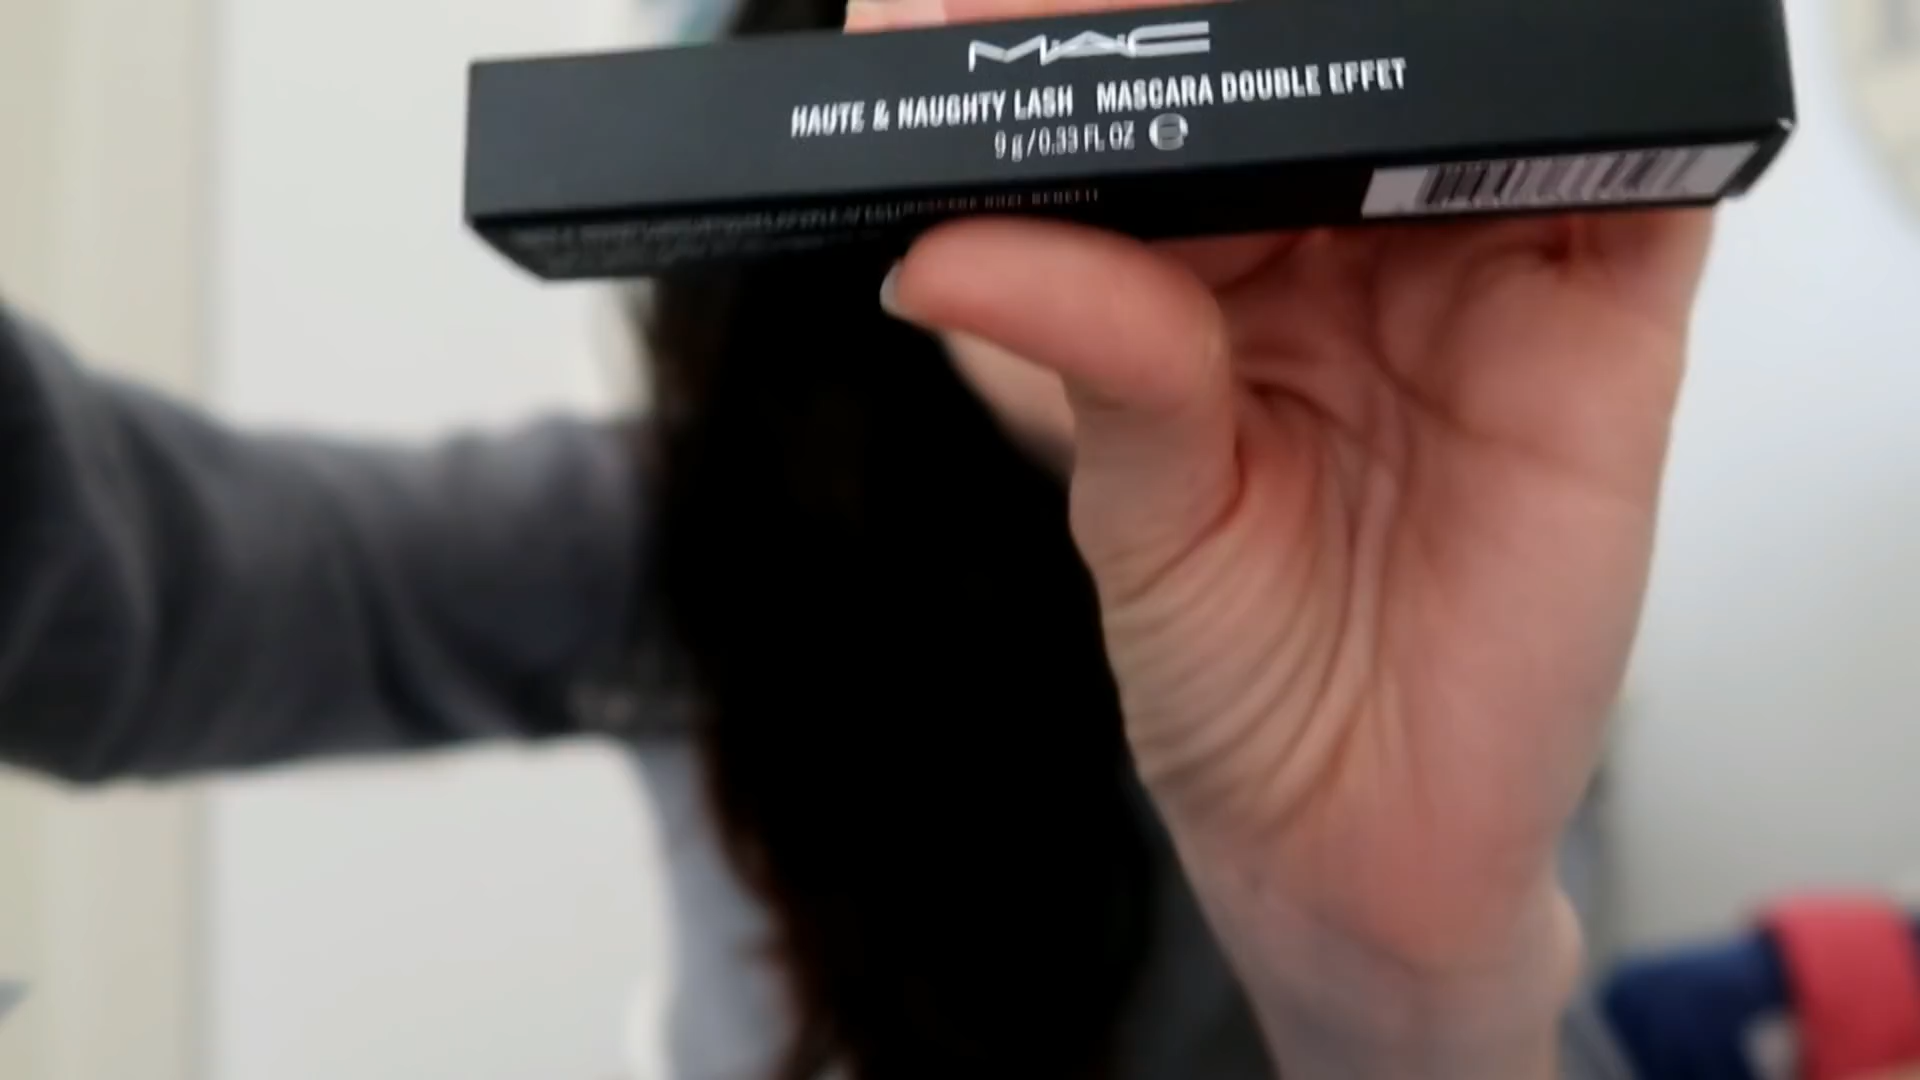 MAC
HAUTE & NAUGHTY LASH MASCARA DOUBLE EFFET
9 g / 0.33 FL OZ